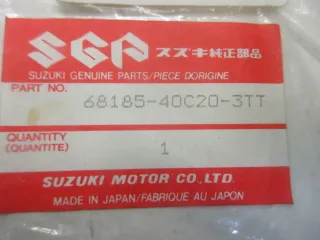 SGP スズキ純正部品
SUZUKI GENUINE PARTS/PIECE DORIGINE
PART NO. 68185-40C20-3TT
QUANTITY
(QUANTITE) 1
SUZUKI MOTOR CO., LTD.
MADE IN JAPAN/FABRIQUE AU JAPON